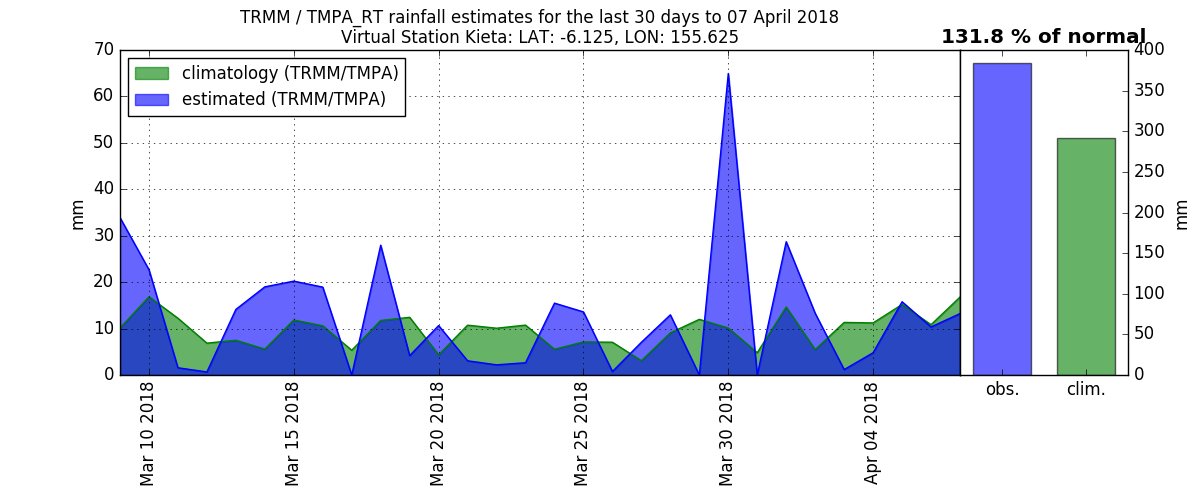 TRMM / TMPA_RT rainfall estimates for the last 30 days to 07 April 2018
Virtual Station Kieta: LAT: -6.125, LON: 155.625
131.8 % of normal
climatology (TRMM/TMPA)
estimated (TRMM/TMPA)
70
60
50
40
30
20
10
0
mm
Mar 10 2018
Mar 15 2018
Mar 20 2018
Mar 25 2018
Mar 30 2018
Apr 04 2018
obs.
clim.
400
350
300
250
200
150
100
50
0
mm